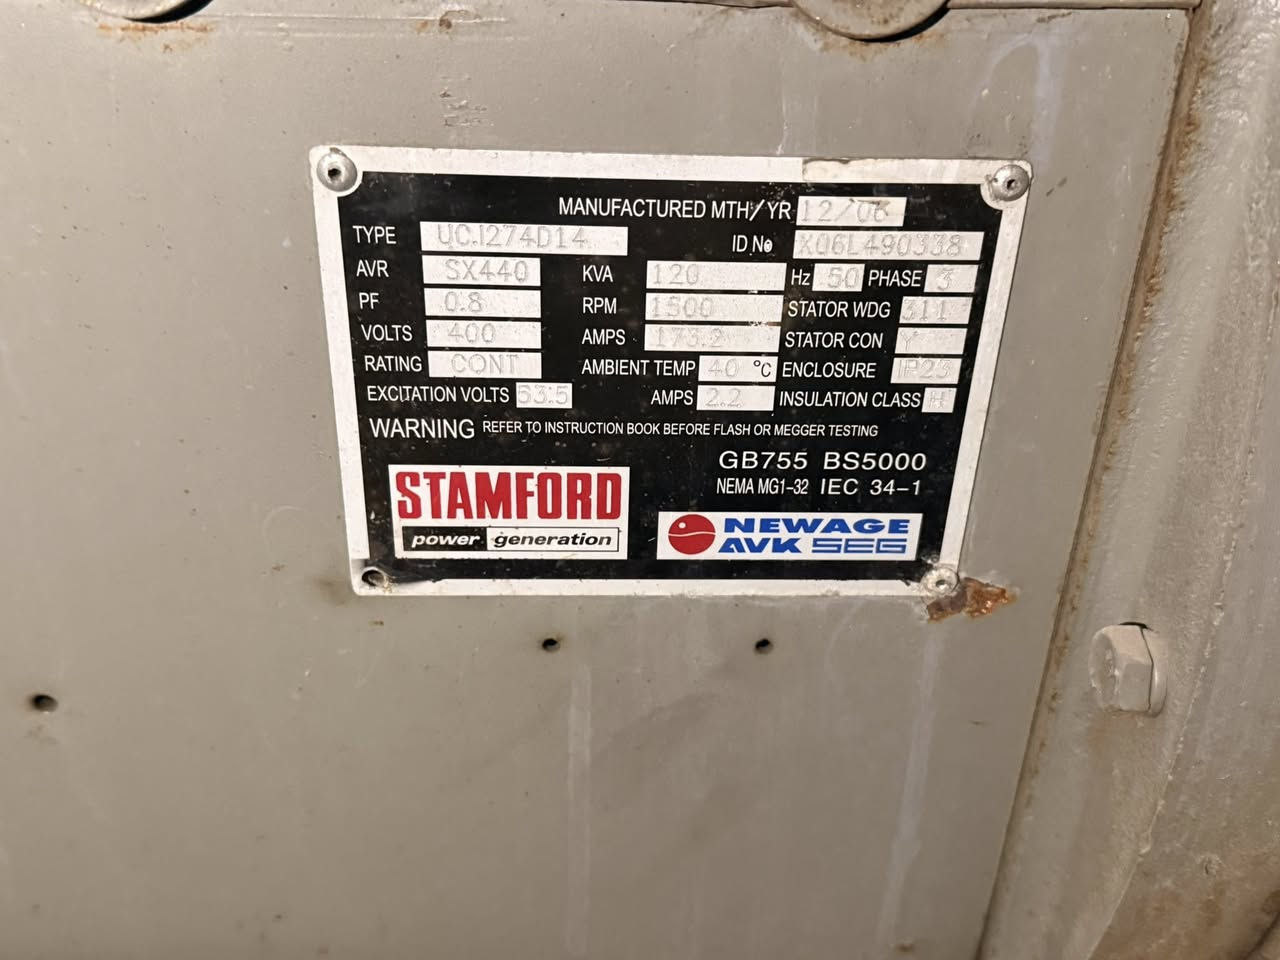 MANUFACTURED MTH/YR 12/06
TYPE UCJ274D14 ID No X06L490338
AVR SX440 KVA 120 Hz 50 PHASE 3
PF 0.8 RPM 1500 STATOR WDG 311
VOLTS 400 AMPS 173.2 STATOR CON Y
RATING CONT AMBIENT TEMP 40 °C ENCLOSURE IP23
EXCITATION VOLTS AMPS 2.2 INSULATION CLASS H
WARNING REFER TO INSTRUCTION BOOK BEFORE FLASH OR MEGGER TESTING
GB755 BS5000
NEMA MG1-32 IEC 34-1
STAMFORD
power generation
NEWAGE
AVK SEG